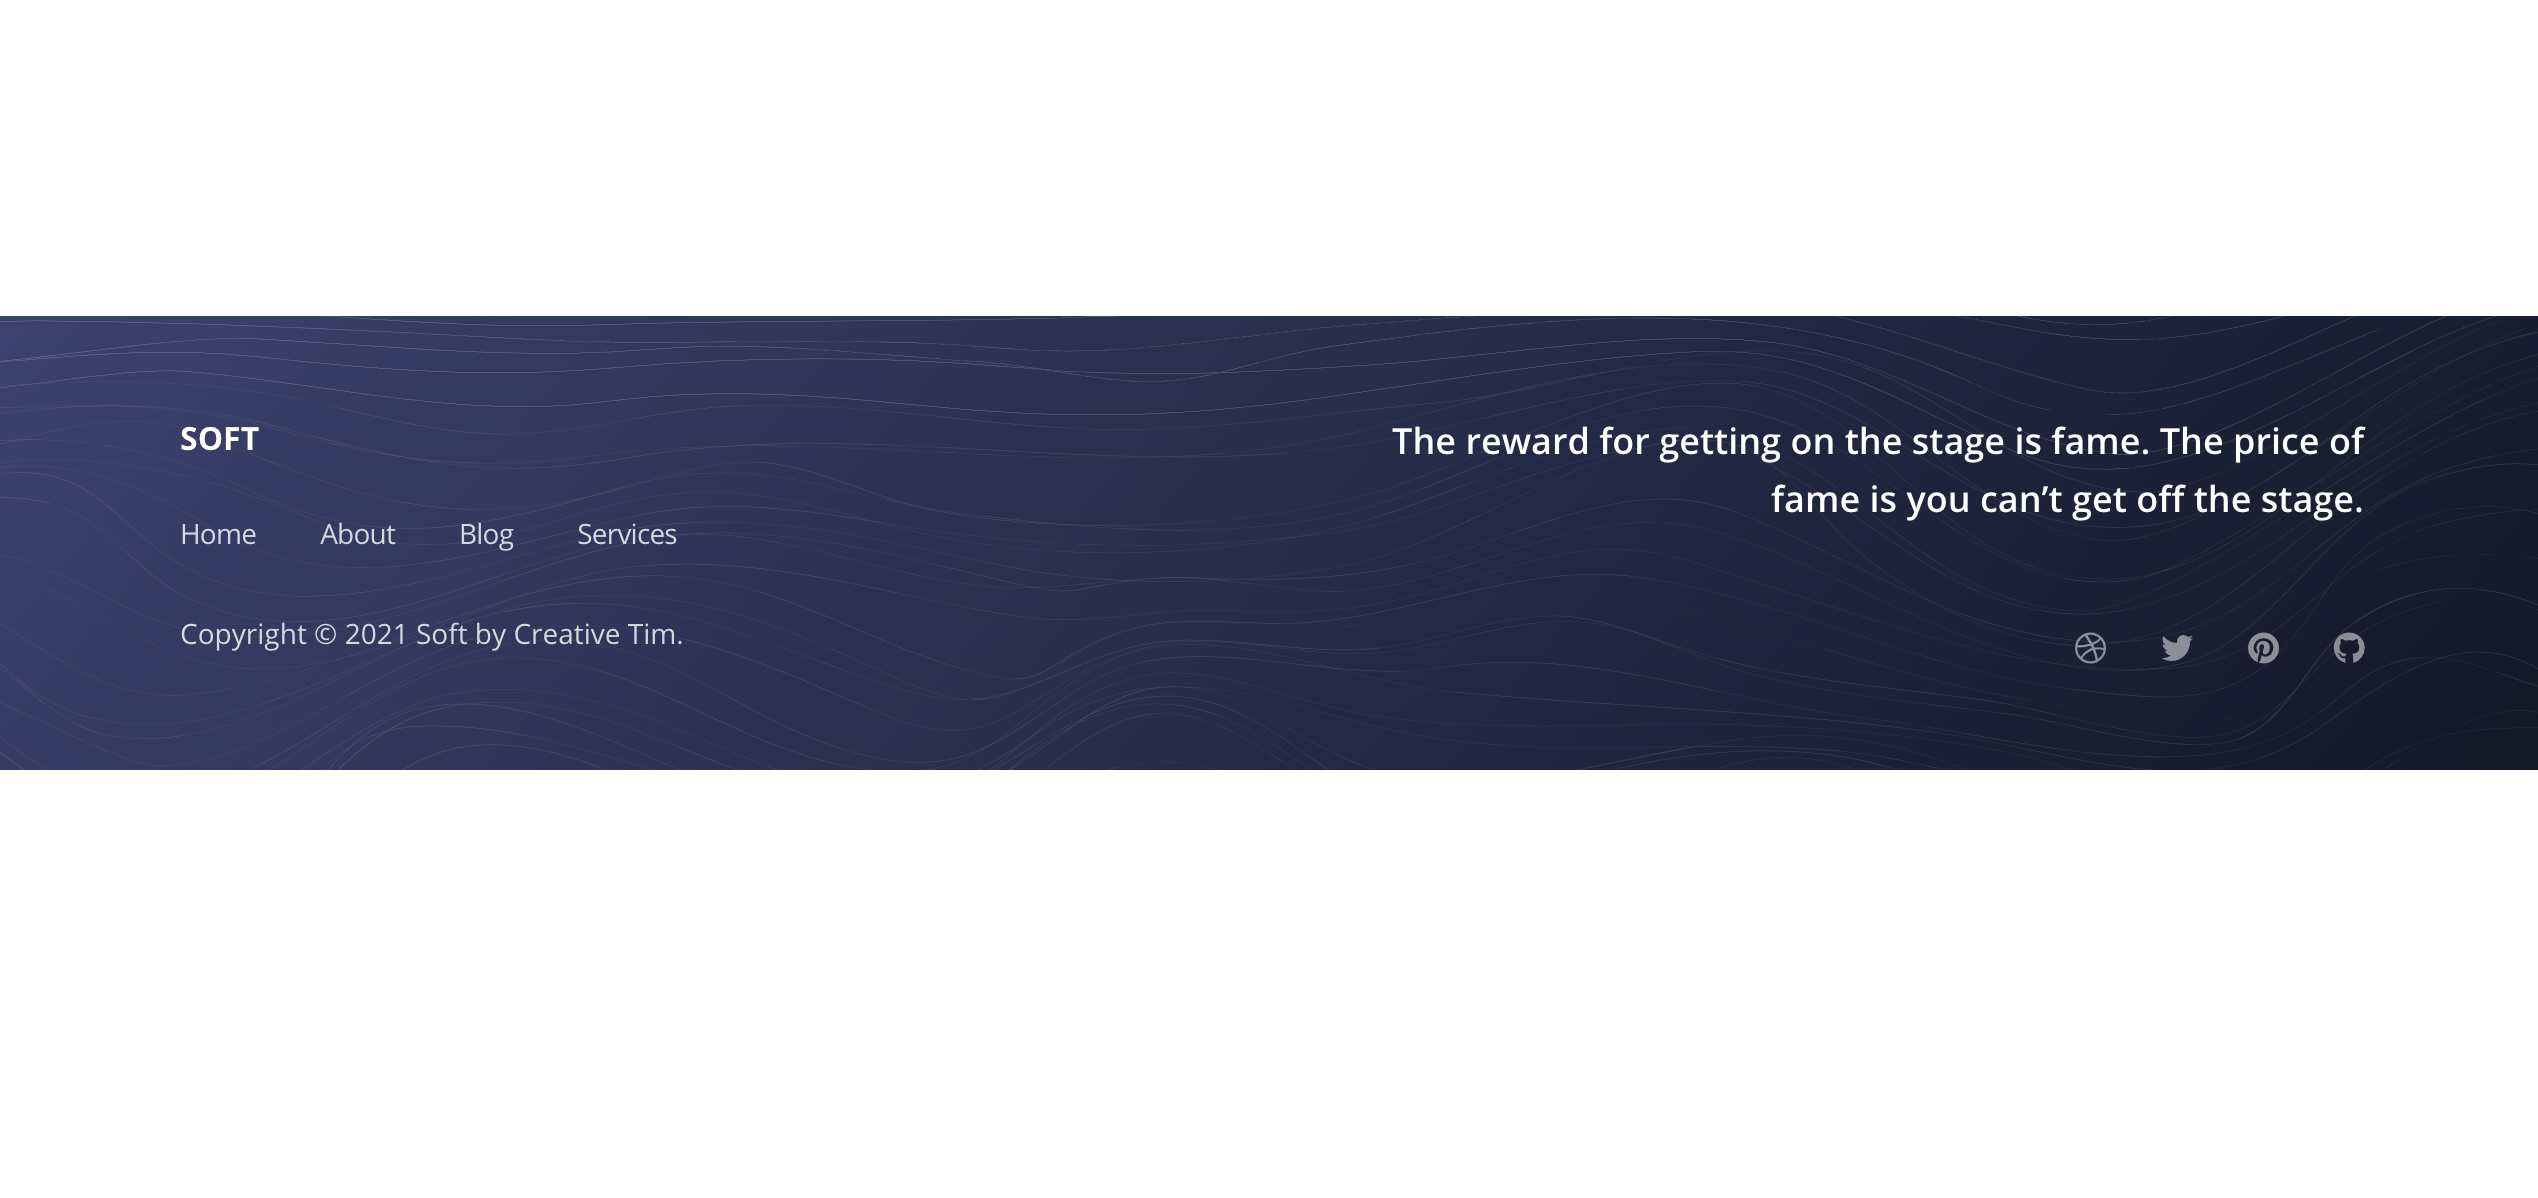 SOFT
Home About Blog Services
Copyright © 2021 Soft by Creative Tim.
The reward for getting on the stage is fame. The price of
fame is you can’t get off the stage.